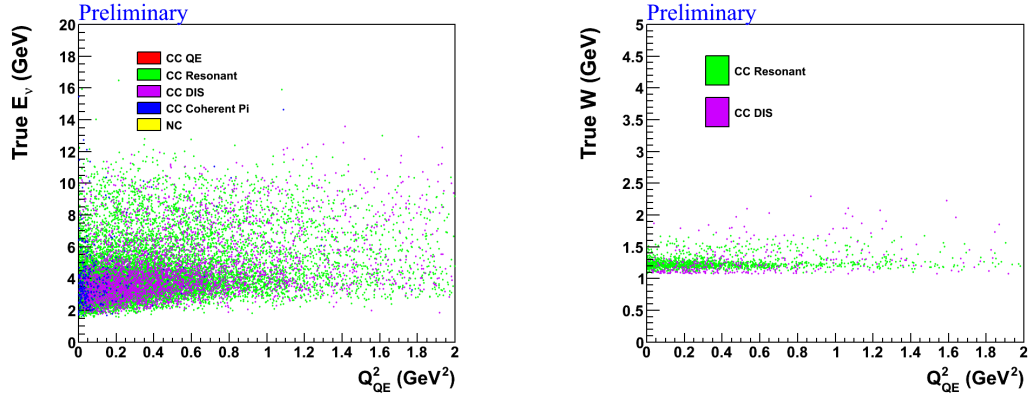 Preliminary
True Eν (GeV)
20
18
16
14
12
10
8
6
4
2
0
CC QE
CC Resonant
CC DIS
CC Coherent Pi
NC
0 0.2 0.4 0.6 0.8 1 1.2 1.4 1.6 1.8 2
Q²QE (GeV²)
Preliminary
True W (GeV)
5
4.5
4
3.5
3
2.5
2
1.5
1
0.5
0
CC Resonant
CC DIS
0 0.2 0.4 0.6 0.8 1 1.2 1.4 1.6 1.8 2
Q²QE (GeV²)